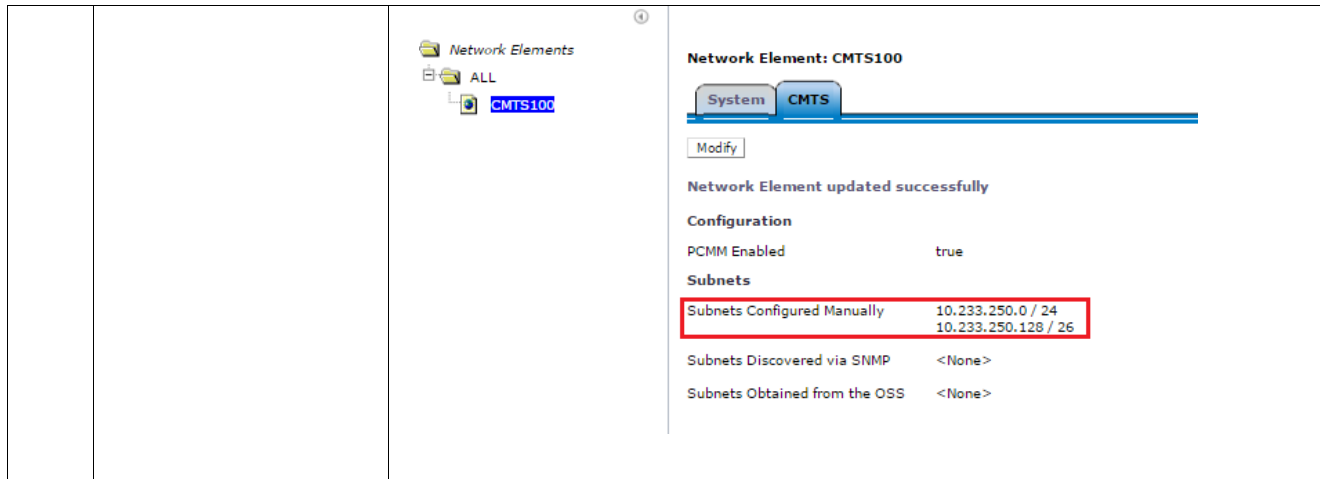 Network Elements
ALL
CMTS100
Network Element: CMTS100
System CMTS
Modify
Network Element updated successfully
Configuration
PCMM Enabled true
Subnets
Subnets Configured Manually 10.233.250.0 / 24
10.233.250.128 / 26
Subnets Discovered via SNMP <None>
Subnets Obtained from the OSS <None>